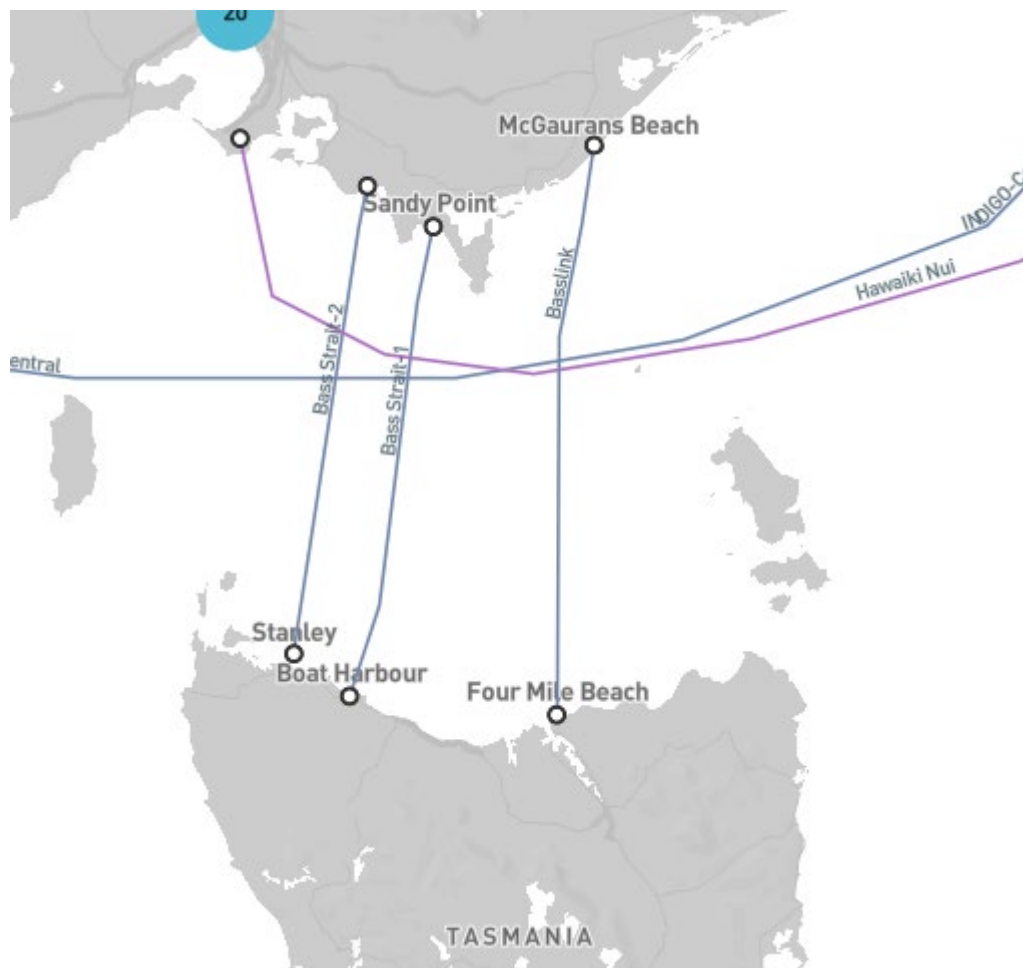 20
McGaurans Beach
Sandy Point
INDIGO-C
Hawaiki Nui
Basslink
Bass Strait-2
Bass Strait-1
entral
Stanley
Boat Harbour
Four Mile Beach
TASMANIA